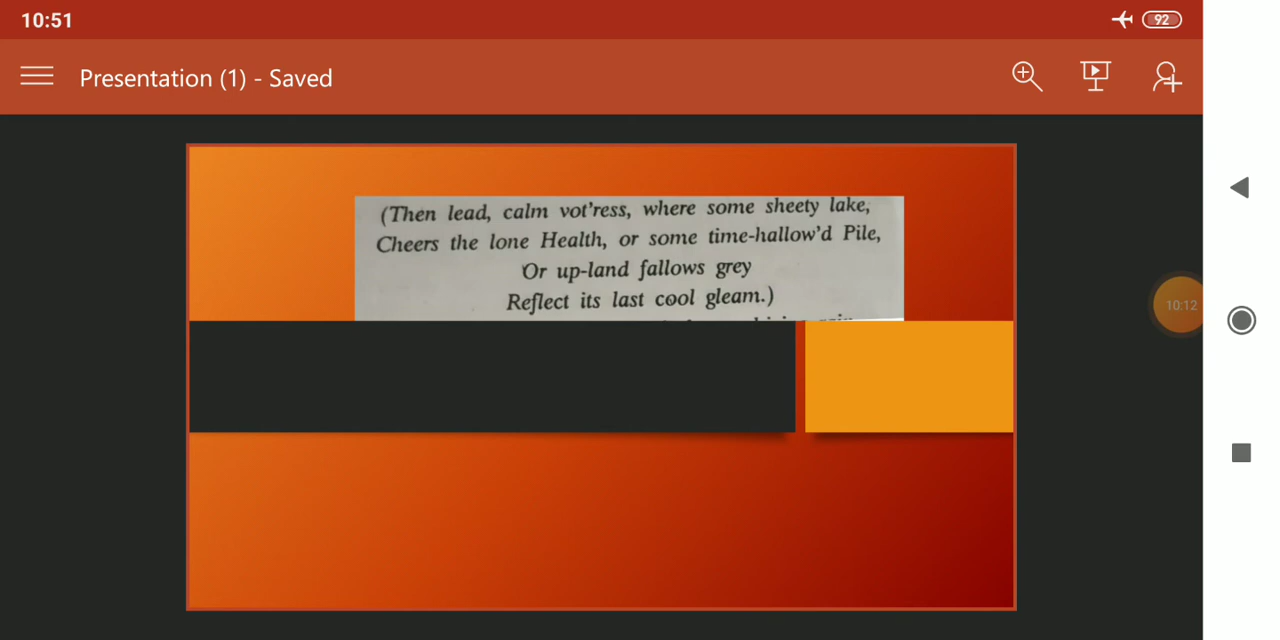 10:51
92
Presentation (1) - Saved
(Then lead, calm vot'ress, where some sheety lake,
Cheers the lone Health, or some time-hallow'd Pile,
Or up-land fallows grey
Reflect its last cool gleam.)
10:12